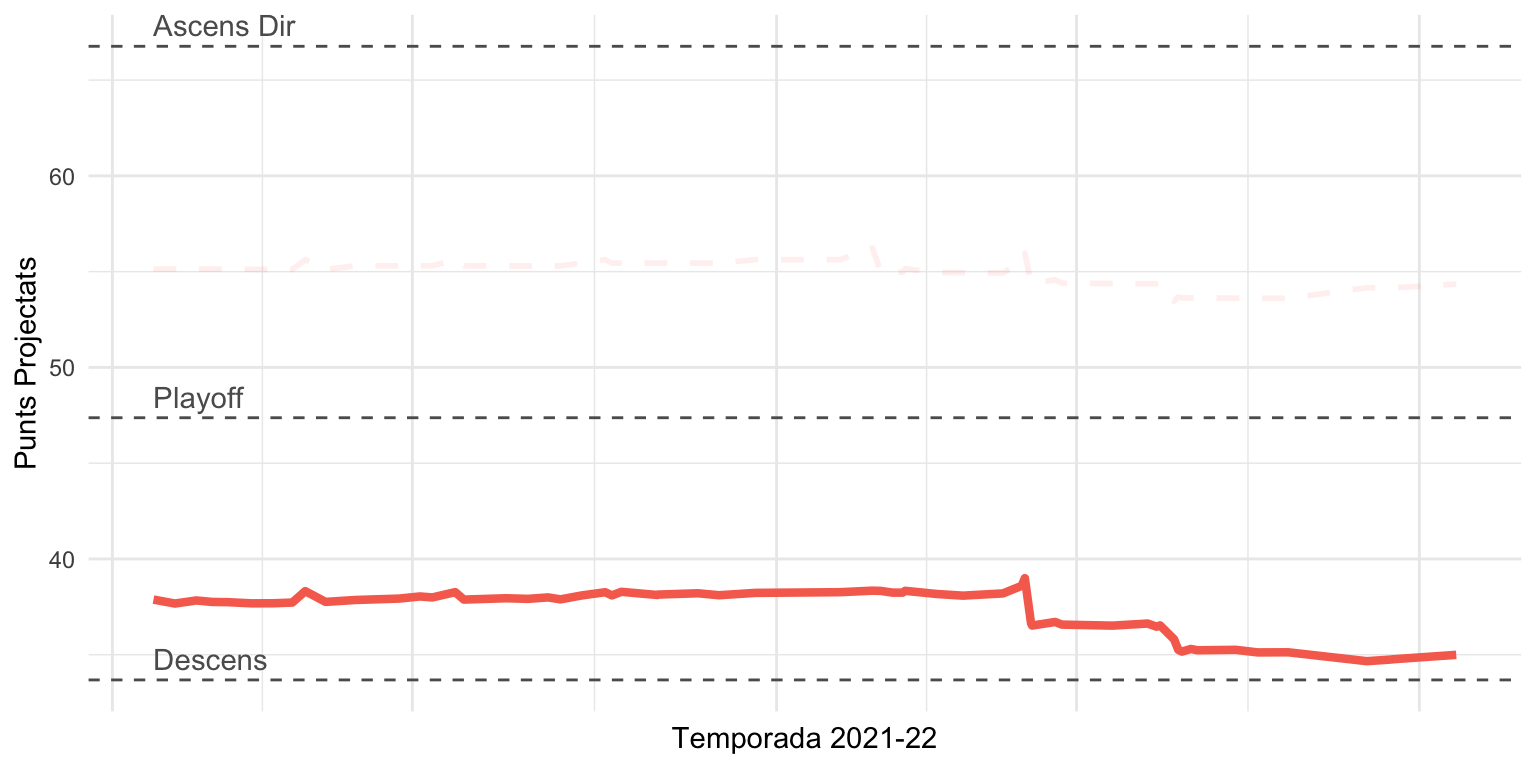 Ascens Dir
60
50
Playoff
40
Descens
Punts Projectats
Temporada 2021-22